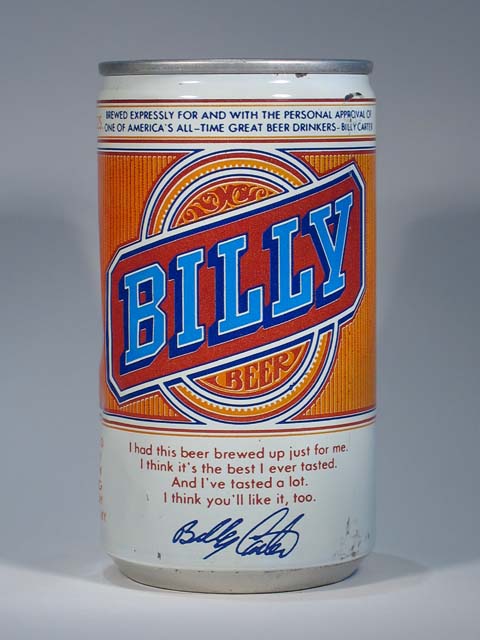 BREWED EXPRESSLY FOR AND WITH THE PERSONAL APPROVAL OF
ONE OF AMERICA'S ALL-TIME GREAT BEER DRINKERS-BILLY CARTER
BILLY
BEER
I had this beer brewed up just for me.
I think it's the best I ever tasted.
And I've tasted a lot.
I think you'll like it, too.
Billy Carter